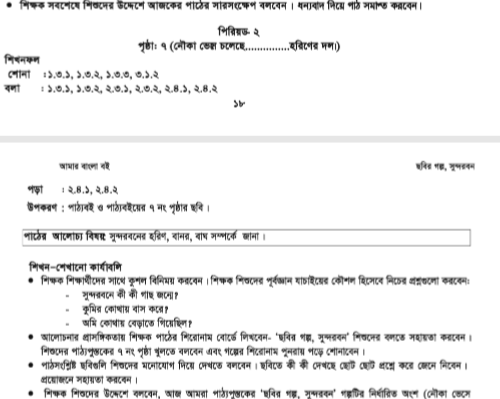 • শিক্ষক সবশেষে শিশুদের উদ্দেশে আজকের পাঠের সারসংক্ষেপ বলবেন। ধন্যবাদ দিয়ে পাঠ সমাপ্ত করবেন।
পিরিয়ড- ২
পৃষ্ঠা: ৭ (নৌকা ভেসে চলেছে...............হরিণের দল।)
শিখনফল
শোনা :১.৩.১, ১.৩.২, ১.৩.৩, ৩.১.২
বলা : ১.৩.১, ১.৩.২, ২.৩.১, ২.৩.২, ২.৪.১, ২.৪.২
১৮
আমার বাংলা বই
ছবির গল্প, সুন্দরবন
পড়া : ২.৪.১, ২.৪.২
উপকরণ : পাঠ্যবই ও পাঠ্যবইয়ের ৭ নং পৃষ্ঠার ছবি।
পাঠের আলোচ্য বিষয়: সুন্দরবনের হরিণ, বানর, বাঘ সম্পর্কে জানা।
শিখন-শেখানো কার্যাবলি
• শিক্ষক শিক্ষার্থীদের সাথে কুশল বিনিময় করবেন। শিক্ষক শিশুদের পূর্বজ্ঞান যাচাইয়ের কৌশল হিসেবে নিচের প্রশ্নগুলো করবেন:
- সুন্দরবনে কী কী গাছ জন্মে?
- কুমির কোথায় বাস করে?
- অমি কোথায় বেড়াতে গিয়েছিল?
• আলোচনার প্রাসঙ্গিকতায় শিক্ষক পাঠের শিরোনাম বোর্ডে লিখবেন- ‘ছবির গল্প, সুন্দরবন’ শিশুদের বলতে সহায়তা করবেন।
শিশুদের পাঠ্যপুস্তকের ৭ নং পৃষ্ঠা খুলতে বলবেন এবং গল্পের শিরোনাম পুনরায় পড়ে শোনাবেন।
• পাঠসংশ্লিষ্ট ছবিগুলি শিশুদের মনোযোগ দিয়ে দেখতে বলবেন। ছবিতে কী কী দেখছে ছোট ছোট প্রশ্নে করে জেনে নিবেন।
প্রয়োজনে সহায়তা করবেন।
• শিক্ষক শিশুদের উদ্দেশে বলবেন, আজ আমরা পাঠ্যপুস্তকের ‘ছবির গল্প, সুন্দরবন’ গল্পটির নির্ধারিত অংশ (নৌকা ভেসে